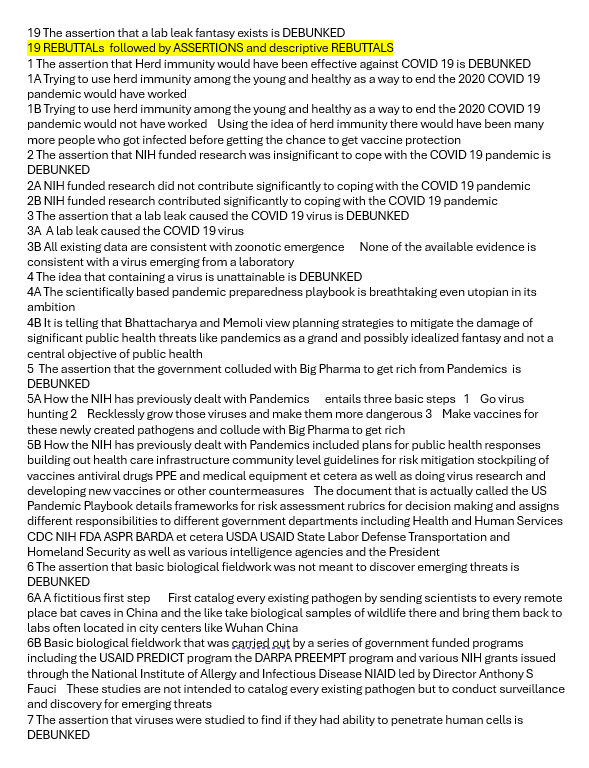 19 The assertion that a lab leak fantasy exists is DEBUNKED
19 REBUTTALs  followed by ASSERTIONS and descriptive REBUTTALS
1 The assertion that Herd immunity would have been effective against COVID 19 is DEBUNKED
1A Trying to use herd immunity among the young and healthy as a way to end the 2020 COVID 19
pandemic would have worked
1B Trying to use herd immunity among the young and healthy as a way to end the 2020 COVID 19
pandemic would not have worked   Using the idea of herd immunity there would have been many
more people who got infected before getting the chance to get vaccine protection
2 The assertion that NIH funded research was insignificant to cope with the COVID 19 pandemic is
DEBUNKED
2A NIH funded research did not contribute significantly to coping with the COVID 19 pandemic
2B NIH funded research contributed significantly to coping with the COVID 19 pandemic
3 The assertion that a lab leak caused the COVID 19 virus is DEBUNKED
3A  A lab leak caused the COVID 19 virus
3B All existing data are consistent with zoonotic emergence     None of the available evidence is
consistent with a virus emerging from a laboratory
4 The idea that containing a virus is unattainable is DEBUNKED
4A The scientifically based pandemic preparedness playbook is breathtaking even utopian in its
ambition
4B It is telling that Bhattacharya and Memoli view planning strategies to mitigate the damage of
significant public health threats like pandemics as a grand and possibly idealized fantasy and not a
central objective of public health
5  The assertion that the government colluded with Big Pharma to get rich from Pandemics  is
DEBUNKED
5A How the NIH has previously dealt with Pandemics     entails three basic steps  1   Go virus
hunting 2   Recklessly grow those viruses and make them more dangerous 3   Make vaccines for
these newly created pathogens and collude with Big Pharma to get rich
5B How the NIH has previously dealt with Pandemics included plans for public health responses
building out health care infrastructure community level guidelines for risk mitigation stockpiling of
vaccines antiviral drugs PPE and medical equipment et cetera as well as doing virus research and
developing new vaccines or other countermeasures   The document that is actually called the US
Pandemic Playbook details frameworks for risk assessment rubrics for decision making and assigns
different responsibilities to different government departments including Health and Human Services
CDC NIH FDA ASPR BARDA et cetera USDA USAID State Labor Defense Transportation and
Homeland Security as well as various intelligence agencies and the President
6 The assertion that basic biological fieldwork was not meant to discover emerging threats is
DEBUNKED
6A A fictitious first step     First catalog every existing pathogen by sending scientists to every remote
place bat caves in China and the like take biological samples of wildlife there and bring them back to
labs often located in city centers like Wuhan China
6B Basic biological fieldwork that was carried out by a series of government funded programs
including the USAID PREDICT program the DARPA PREEMPT program and various NIH grants issued
through the National Institute of Allergy and Infectious Disease NIAID led by Director Anthony S
Fauci   These studies are not intended to catalog every existing pathogen but to conduct surveillance
and discovery for emerging threats
7 The assertion that viruses were studied to find if they had ability to penetrate human cells is
DEBUNKED